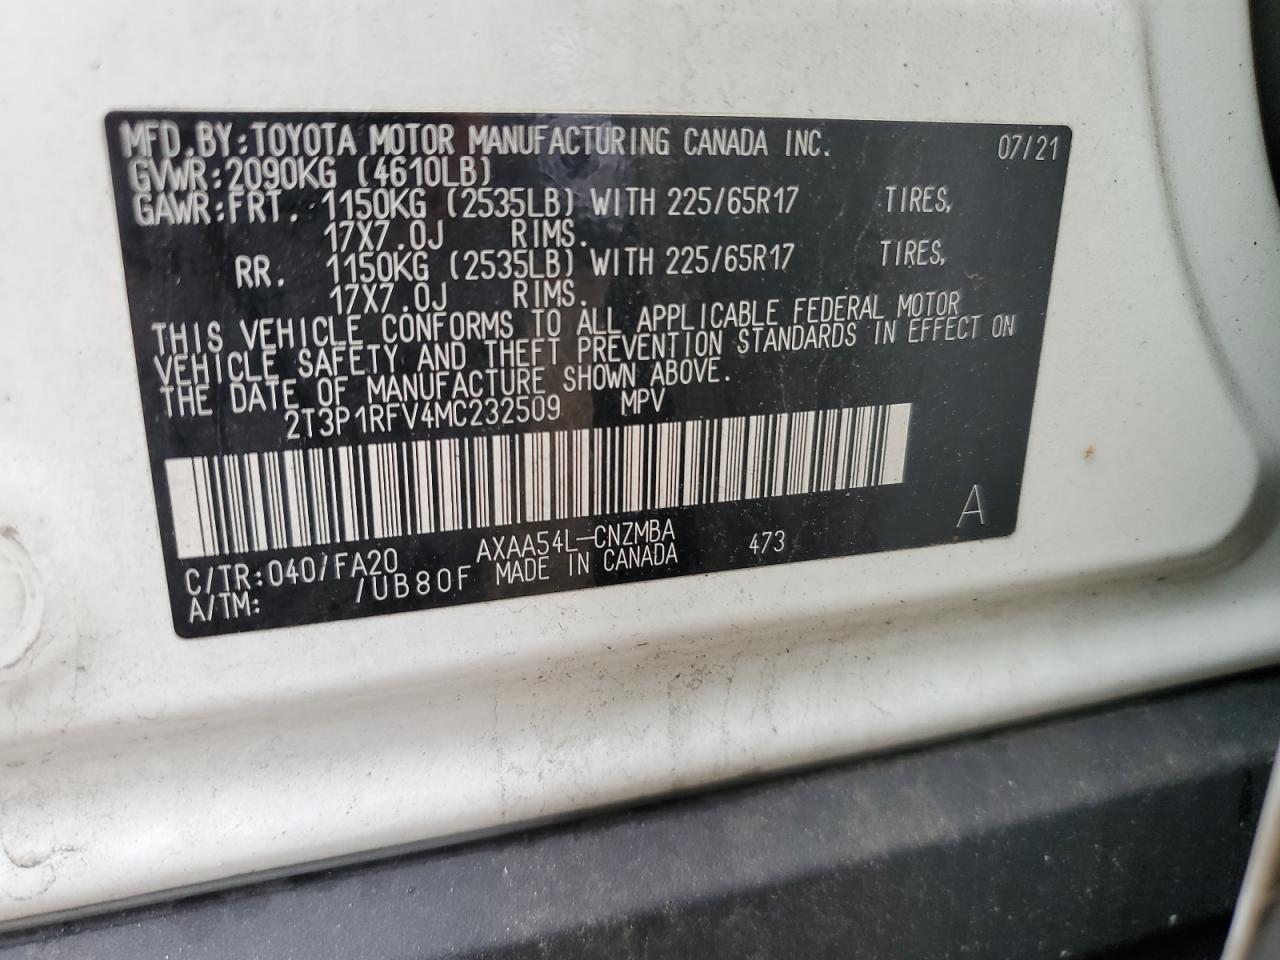 MFD.BY:TOYOTA MOTOR MANUFACTURING CANADA INC. 07/21
GVWR:2090KG (4610LB)
GAWR:FRT. 1150KG (2535LB) WITH 225/65R17 TIRES,
17X7.0J RIMS.
RR. 1150KG (2535LB) WITH 225/65R17 TIRES,
17X7.0J RIMS.
THIS VEHICLE CONFORMS TO ALL APPLICABLE FEDERAL MOTOR
VEHICLE SAFETY AND THEFT PREVENTION STANDARDS IN EFFECT ON
THE DATE OF MANUFACTURE SHOWN ABOVE.
2T3P1RFV4MC232509 MPV
C/TR:040/FA20 AXAA54L-CNZMBA 473 A
A/TM: /UB80F MADE IN CANADA